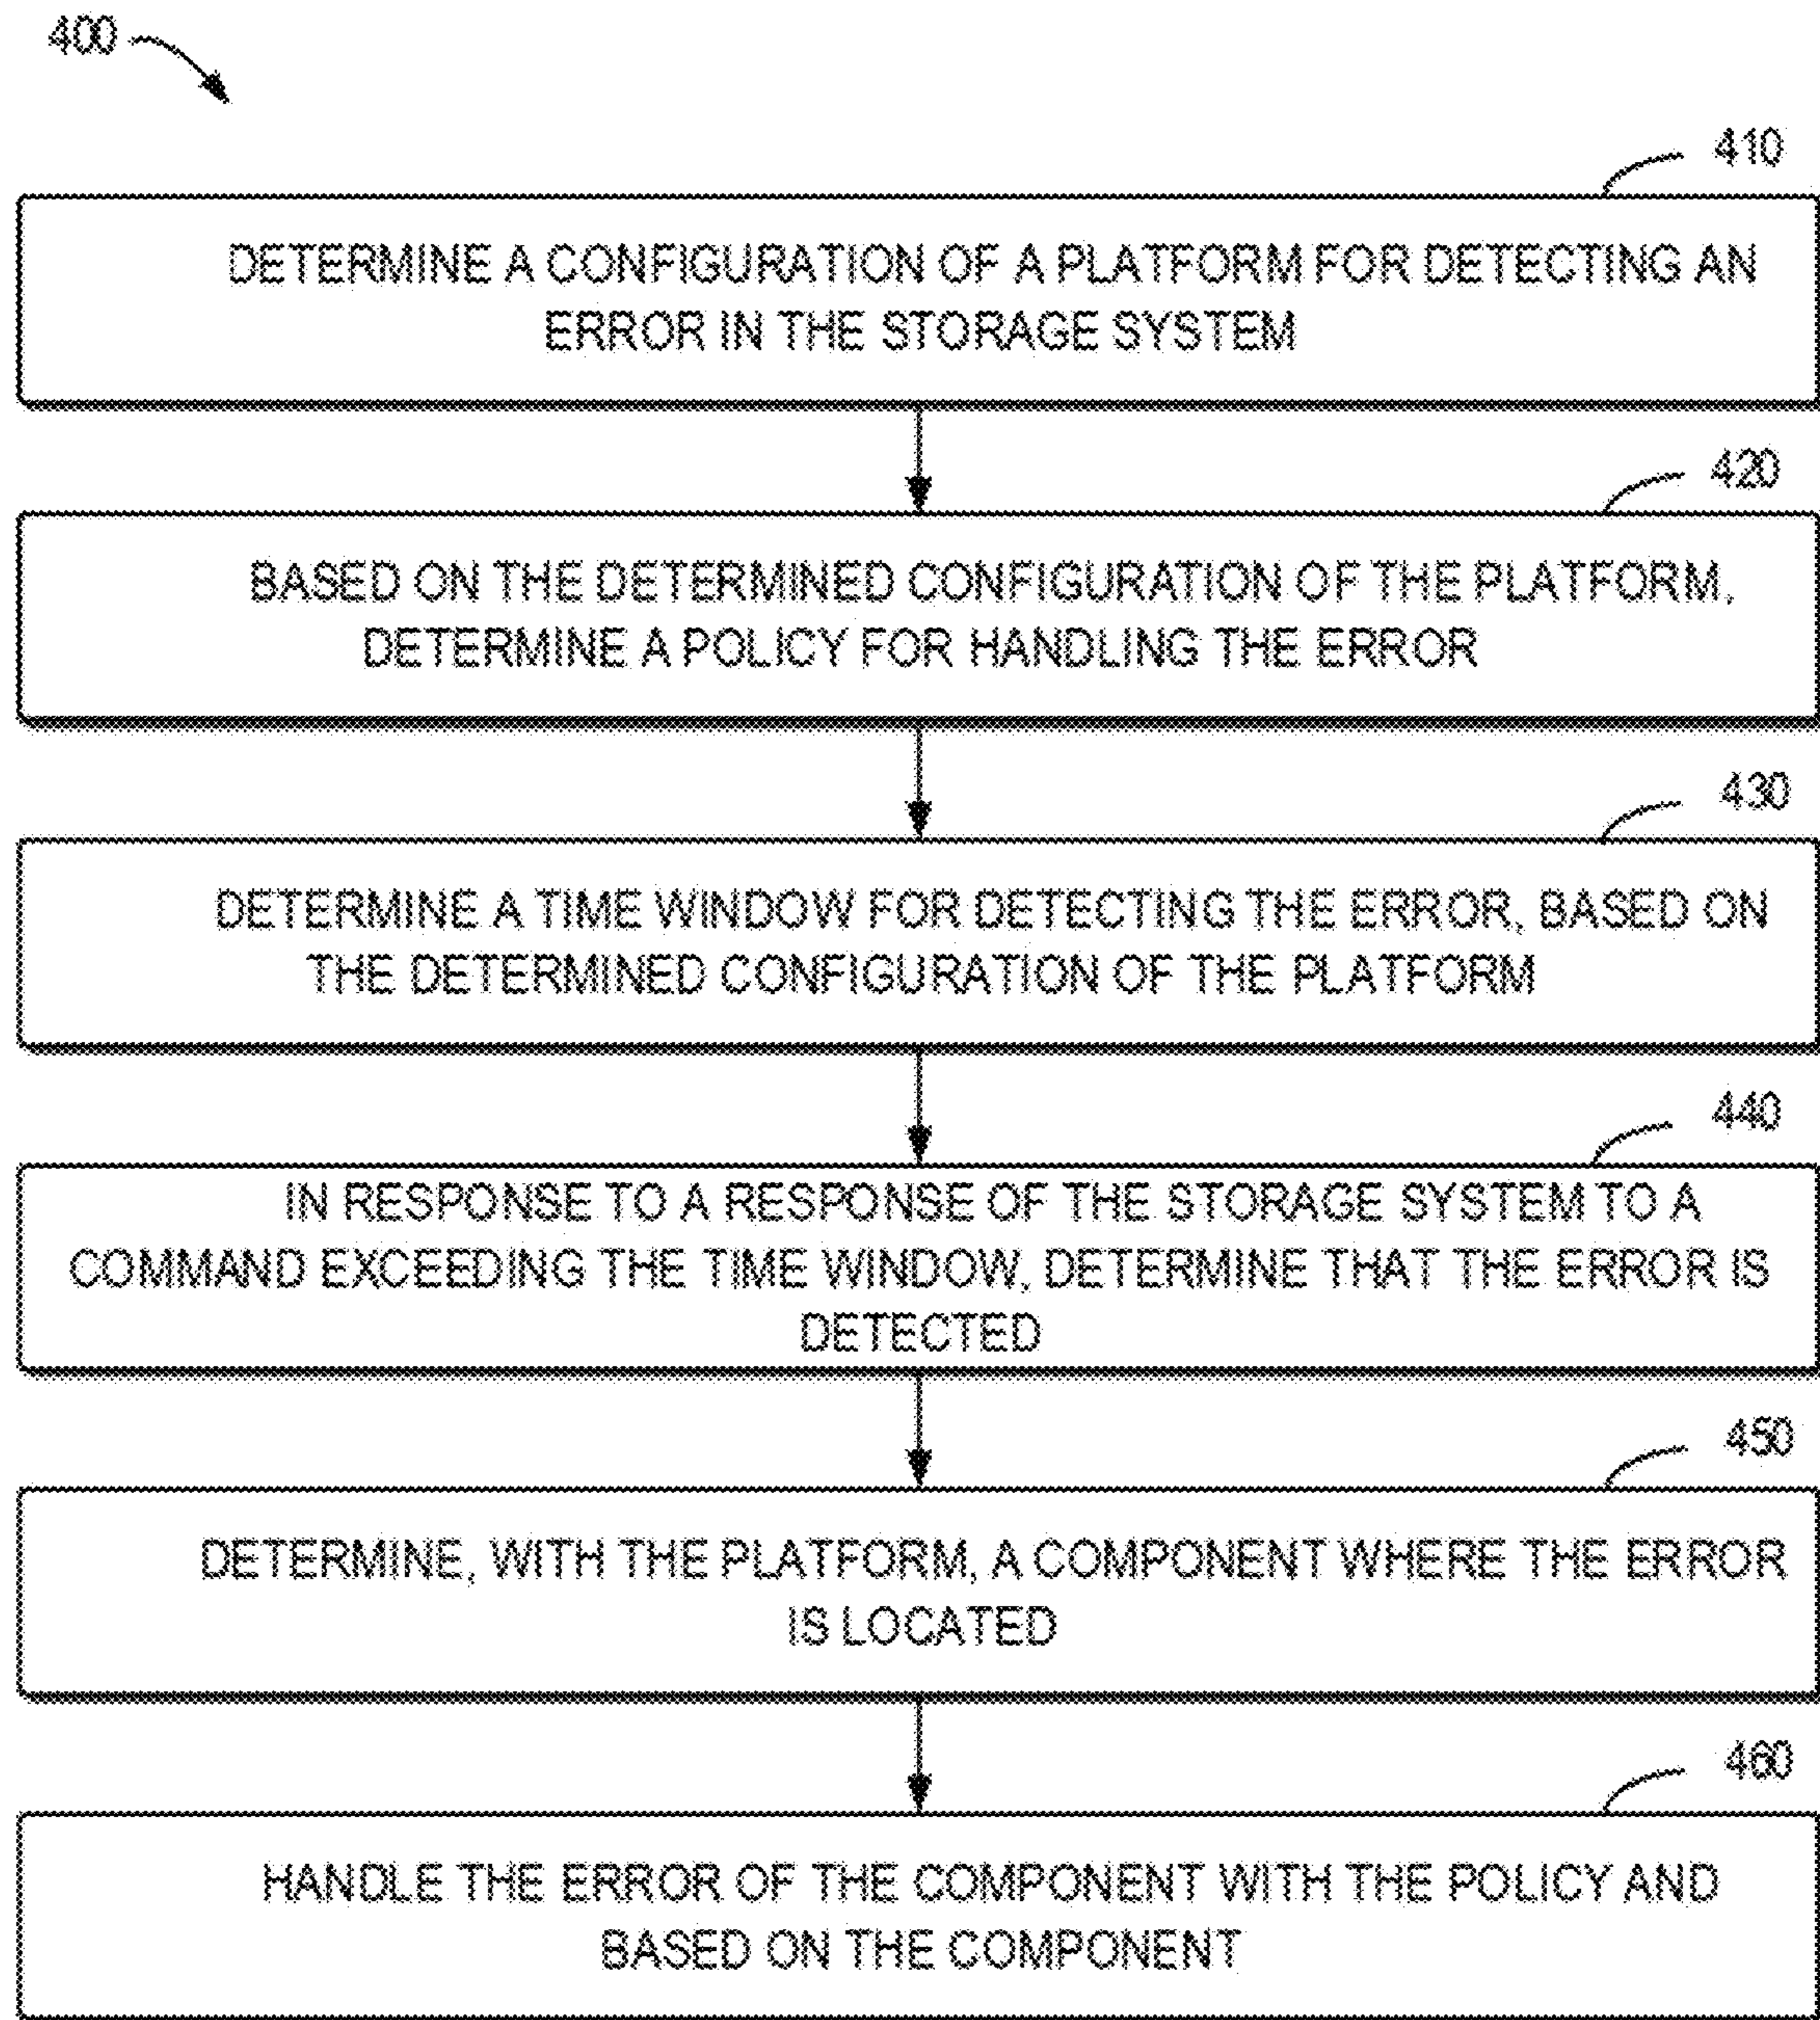 400
410
DETERMINE A CONFIGURATION OF A PLATFORM FOR DETECTING AN
ERROR IN THE STORAGE SYSTEM
420
BASED ON THE DETERMINED CONFIGURATION OF THE PLATFORM,
DETERMINE A POLICY FOR HANDLING THE ERROR
430
DETERMINE A TIME WINDOW FOR DETECTING THE ERROR, BASED ON
THE DETERMINED CONFIGURATION OF THE PLATFORM
440
IN RESPONSE TO A RESPONSE OF THE STORAGE SYSTEM TO A
COMMAND EXCEEDING THE TIME WINDOW, DETERMINE THAT THE ERROR IS
DETECTED
450
DETERMINE, WITH THE PLATFORM, A COMPONENT WHERE THE ERROR
IS LOCATED
460
HANDLE THE ERROR OF THE COMPONENT WITH THE POLICY AND
BASED ON THE COMPONENT